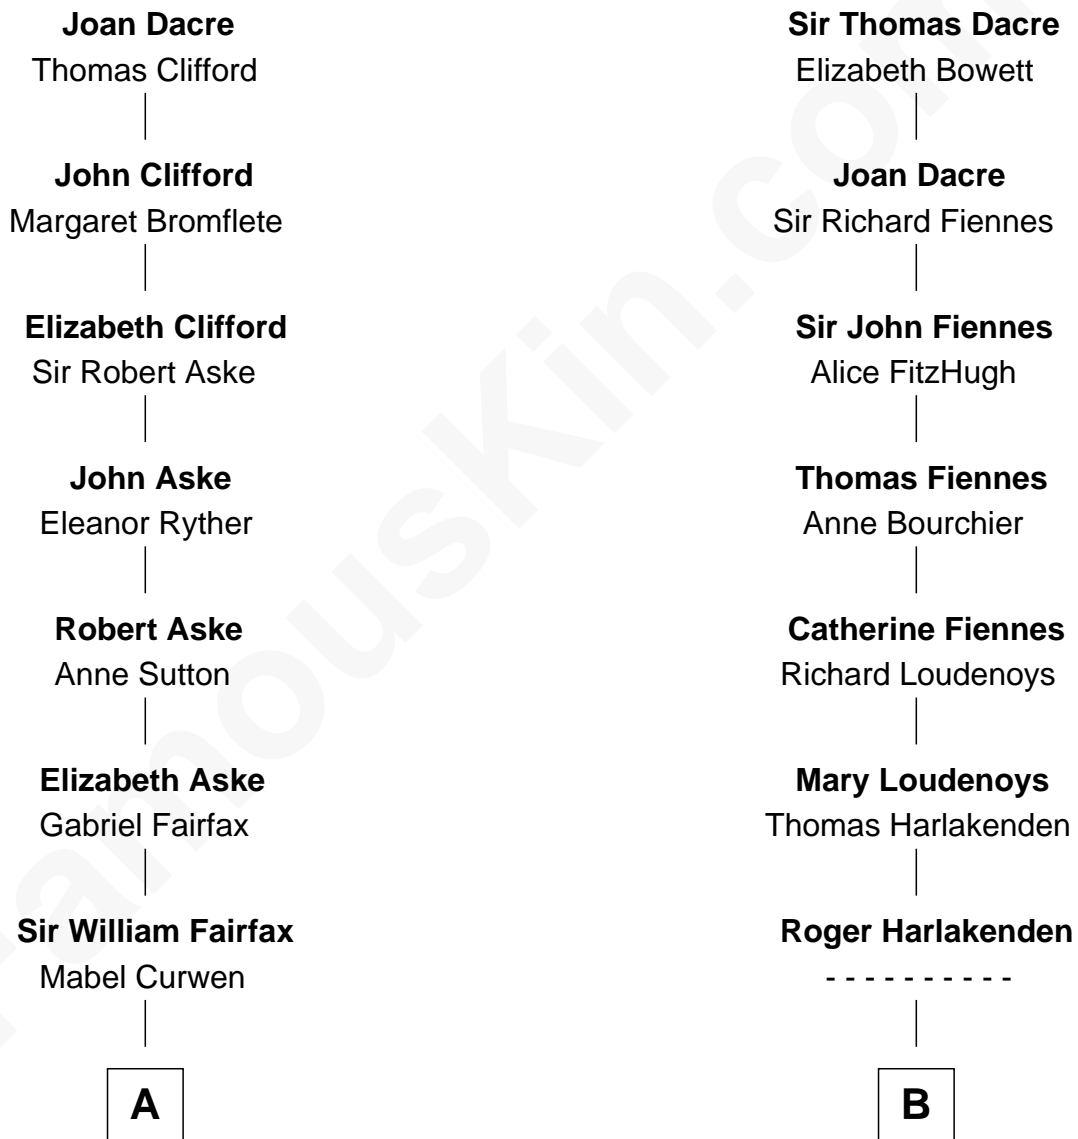 Joan Dacre
Thomas Clifford
John Clifford
Margaret Bromflete
Elizabeth Clifford
Sir Robert Aske
John Aske
Eleanor Ryther
Robert Aske
Anne Sutton
Elizabeth Aske
Gabriel Fairfax
Sir William Fairfax
Mabel Curwen
A
Sir Thomas Dacre
Elizabeth Bowett
Joan Dacre
Sir Richard Fiennes
Sir John Fiennes
Alice FitzHugh
Thomas Fiennes
Anne Bourchier
Catherine Fiennes
Richard Loudenoys
Mary Loudenoys
Thomas Harlakenden
Roger Harlakenden
- - - - - - - - - -
B
FamousKin.com